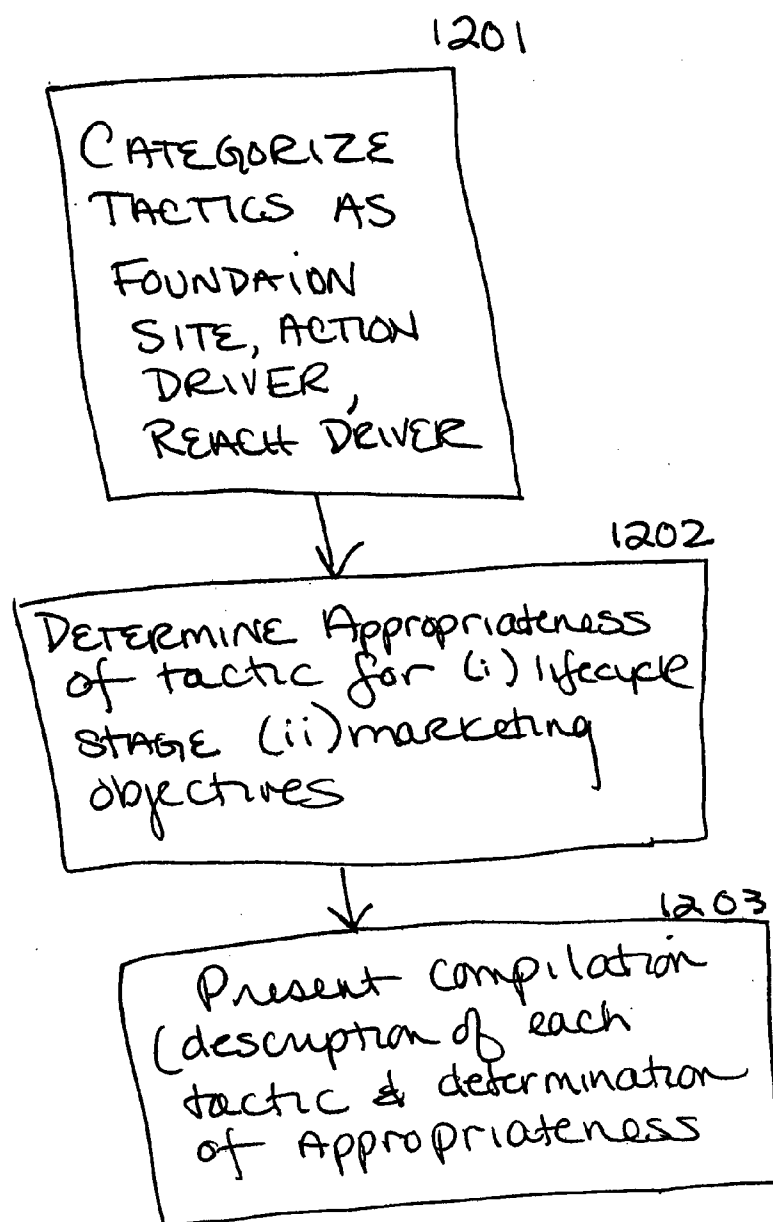 1201
CATEGORIZE
TACTICS AS
FOUNDAION
SITE, ACTION
DRIVER,
REACH DRIVER
1202
DETERMINE Appropriateness
of tactic for (i) lifecycle
STAGE (ii) marketing
objectives
1203
Present compilation
(description of each
tactic & determination
of Appropriateness